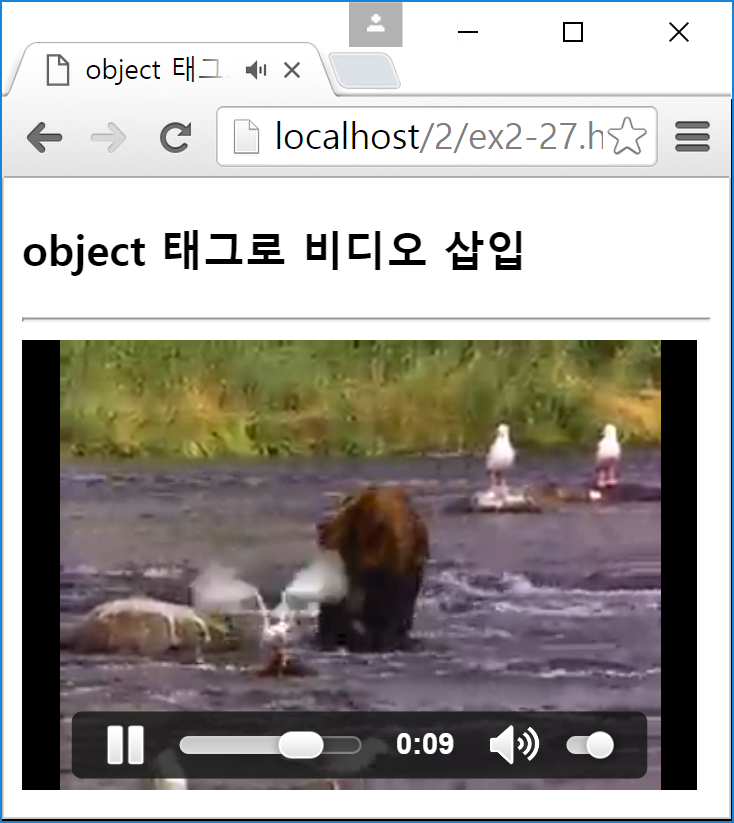 object 태그
localhost/2/ex2-27.h
object 태그로 비디오 삽입
0:09